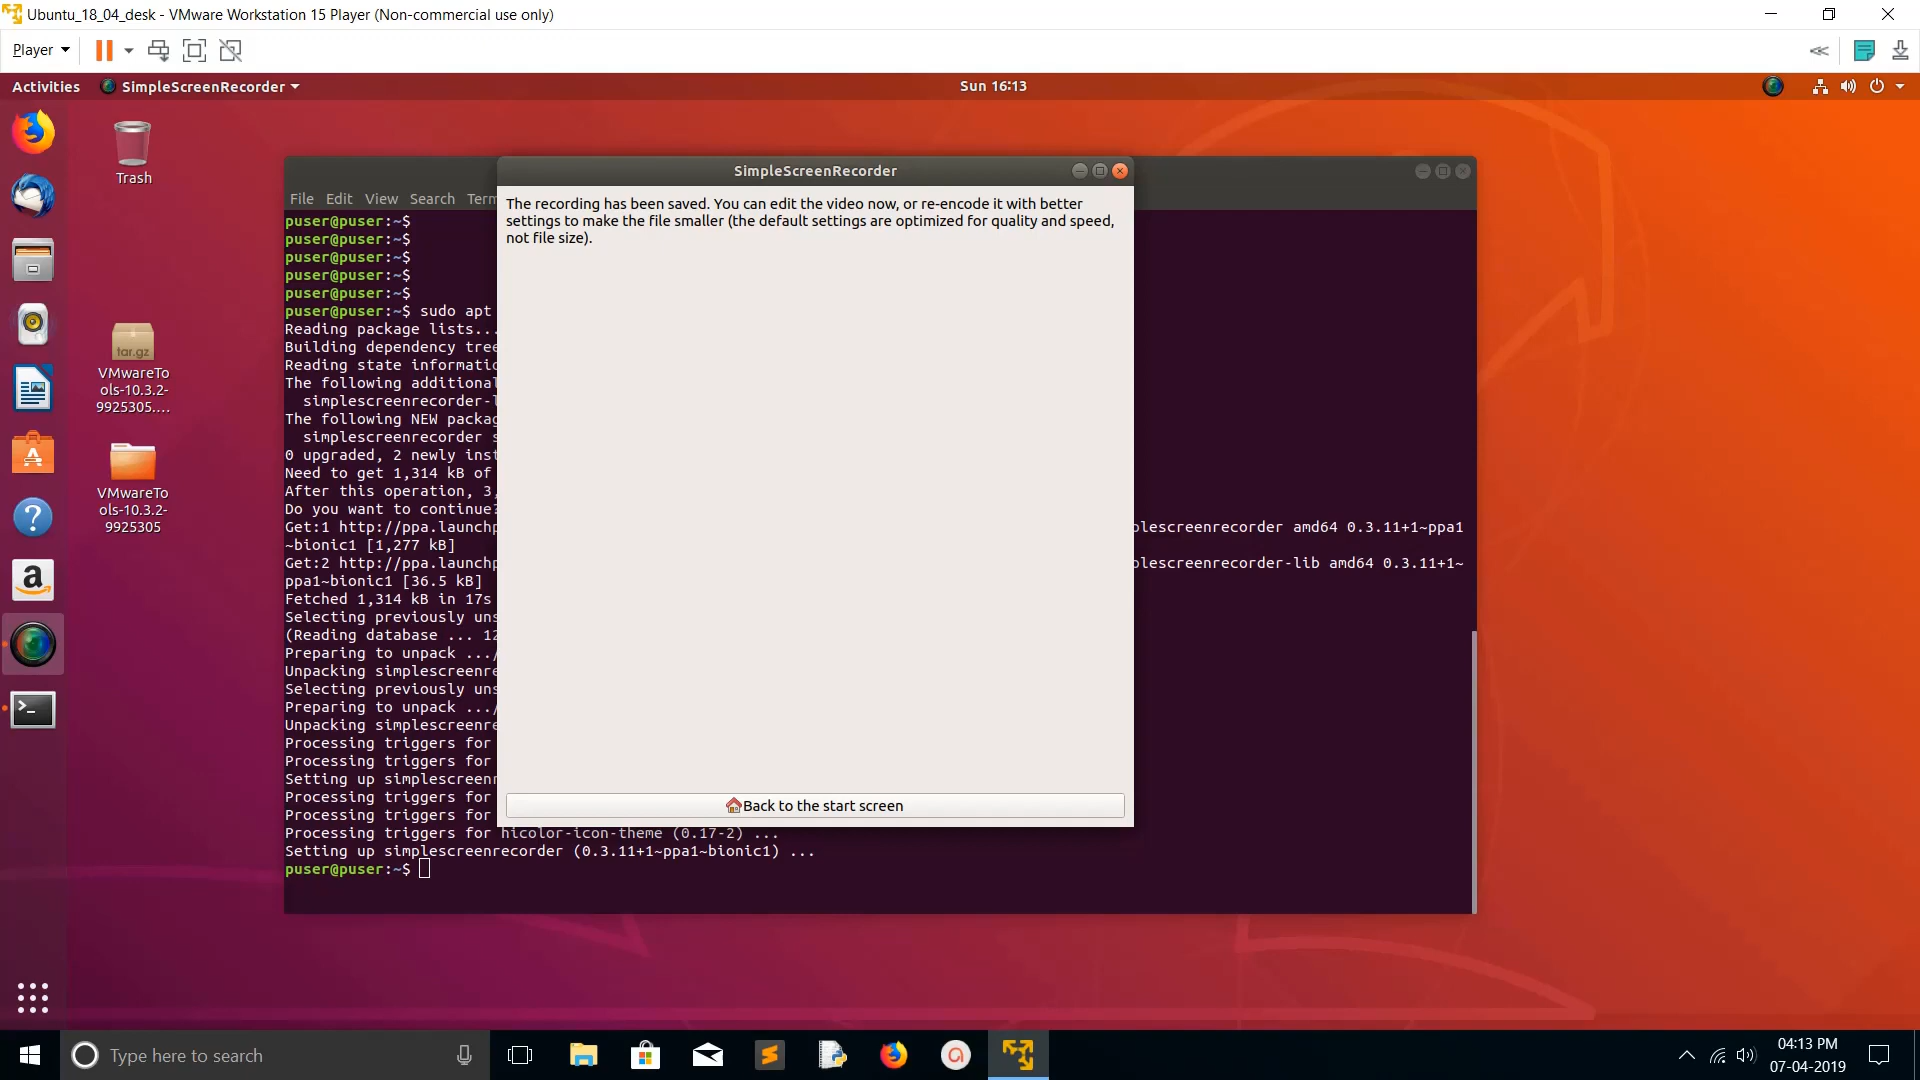 Ubuntu_18_04_desk - VMware Workstation 15 Player (Non-commercial use only)
Player
Activities
SimpleScreenRecorder
Sun 16:13
Trash
VMwareTo
ols-10.3.2-
9925305....
VMwareTo
ols-10.3.2-
9925305
SimpleScreenRecorder
The recording has been saved. You can edit the video now, or re-encode it with better
settings to make the file smaller (the default settings are optimized for quality and speed,
not file size).
Back to the start screen
File Edit View Search Term
puser@puser:~$
puser@puser:~$
puser@puser:~$
puser@puser:~$
puser@puser:~$
puser@puser:~$ sudo apt
Reading package lists...
Building dependency tree
Reading state informatio
The following additional
simplescreenrecorder-l
The following NEW packag
simplescreenrecorder s
0 upgraded, 2 newly inst
Need to get 1,314 kB of
After this operation, 3,
Do you want to continue?
Get:1 http://ppa.launchp plescreenrecorder amd64 0.3.11+1~ppa1
~bionic1 [1,277 kB]
Get:2 http://ppa.launchp plescreenrecorder-lib amd64 0.3.11+1~
ppa1~bionic1 [36.5 kB]
Fetched 1,314 kB in 17s
Selecting previously uns
(Reading database ... 12
Preparing to unpack .../
Unpacking simplescreenre
Selecting previously uns
Preparing to unpack .../
Unpacking simplescreenre
Processing triggers for
Processing triggers for
Setting up simplescreenr
Processing triggers for
Processing triggers for
Processing triggers for hicolor-icon-theme (0.17-2) ...
Setting up simplescreenrecorder (0.3.11+1~ppa1~bionic1) ...
puser@puser:~$
Type here to search
04:13 PM
07-04-2019